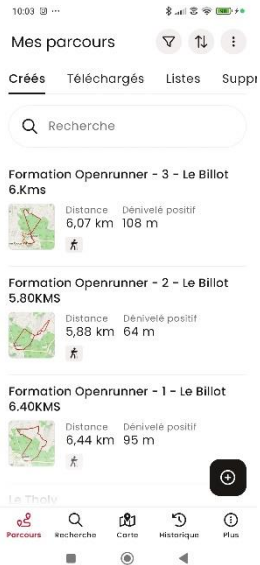 10:03
Mes parcours
Créés Téléchargés Listes Suppr
Recherche
Formation Openrunner - 3 - Le Billot
6.Kms
Distance Dénivelé positif
6,07 km 108 m
Formation Openrunner - 2 - Le Billot
5.80KMS
Distance Dénivelé positif
5,88 km 64 m
Formation Openrunner - 1 - Le Billot
6.40KMS
Distance Dénivelé positif
6,44 km 95 m
Le Tholy
Parcours Recherche Carte Historique Plus